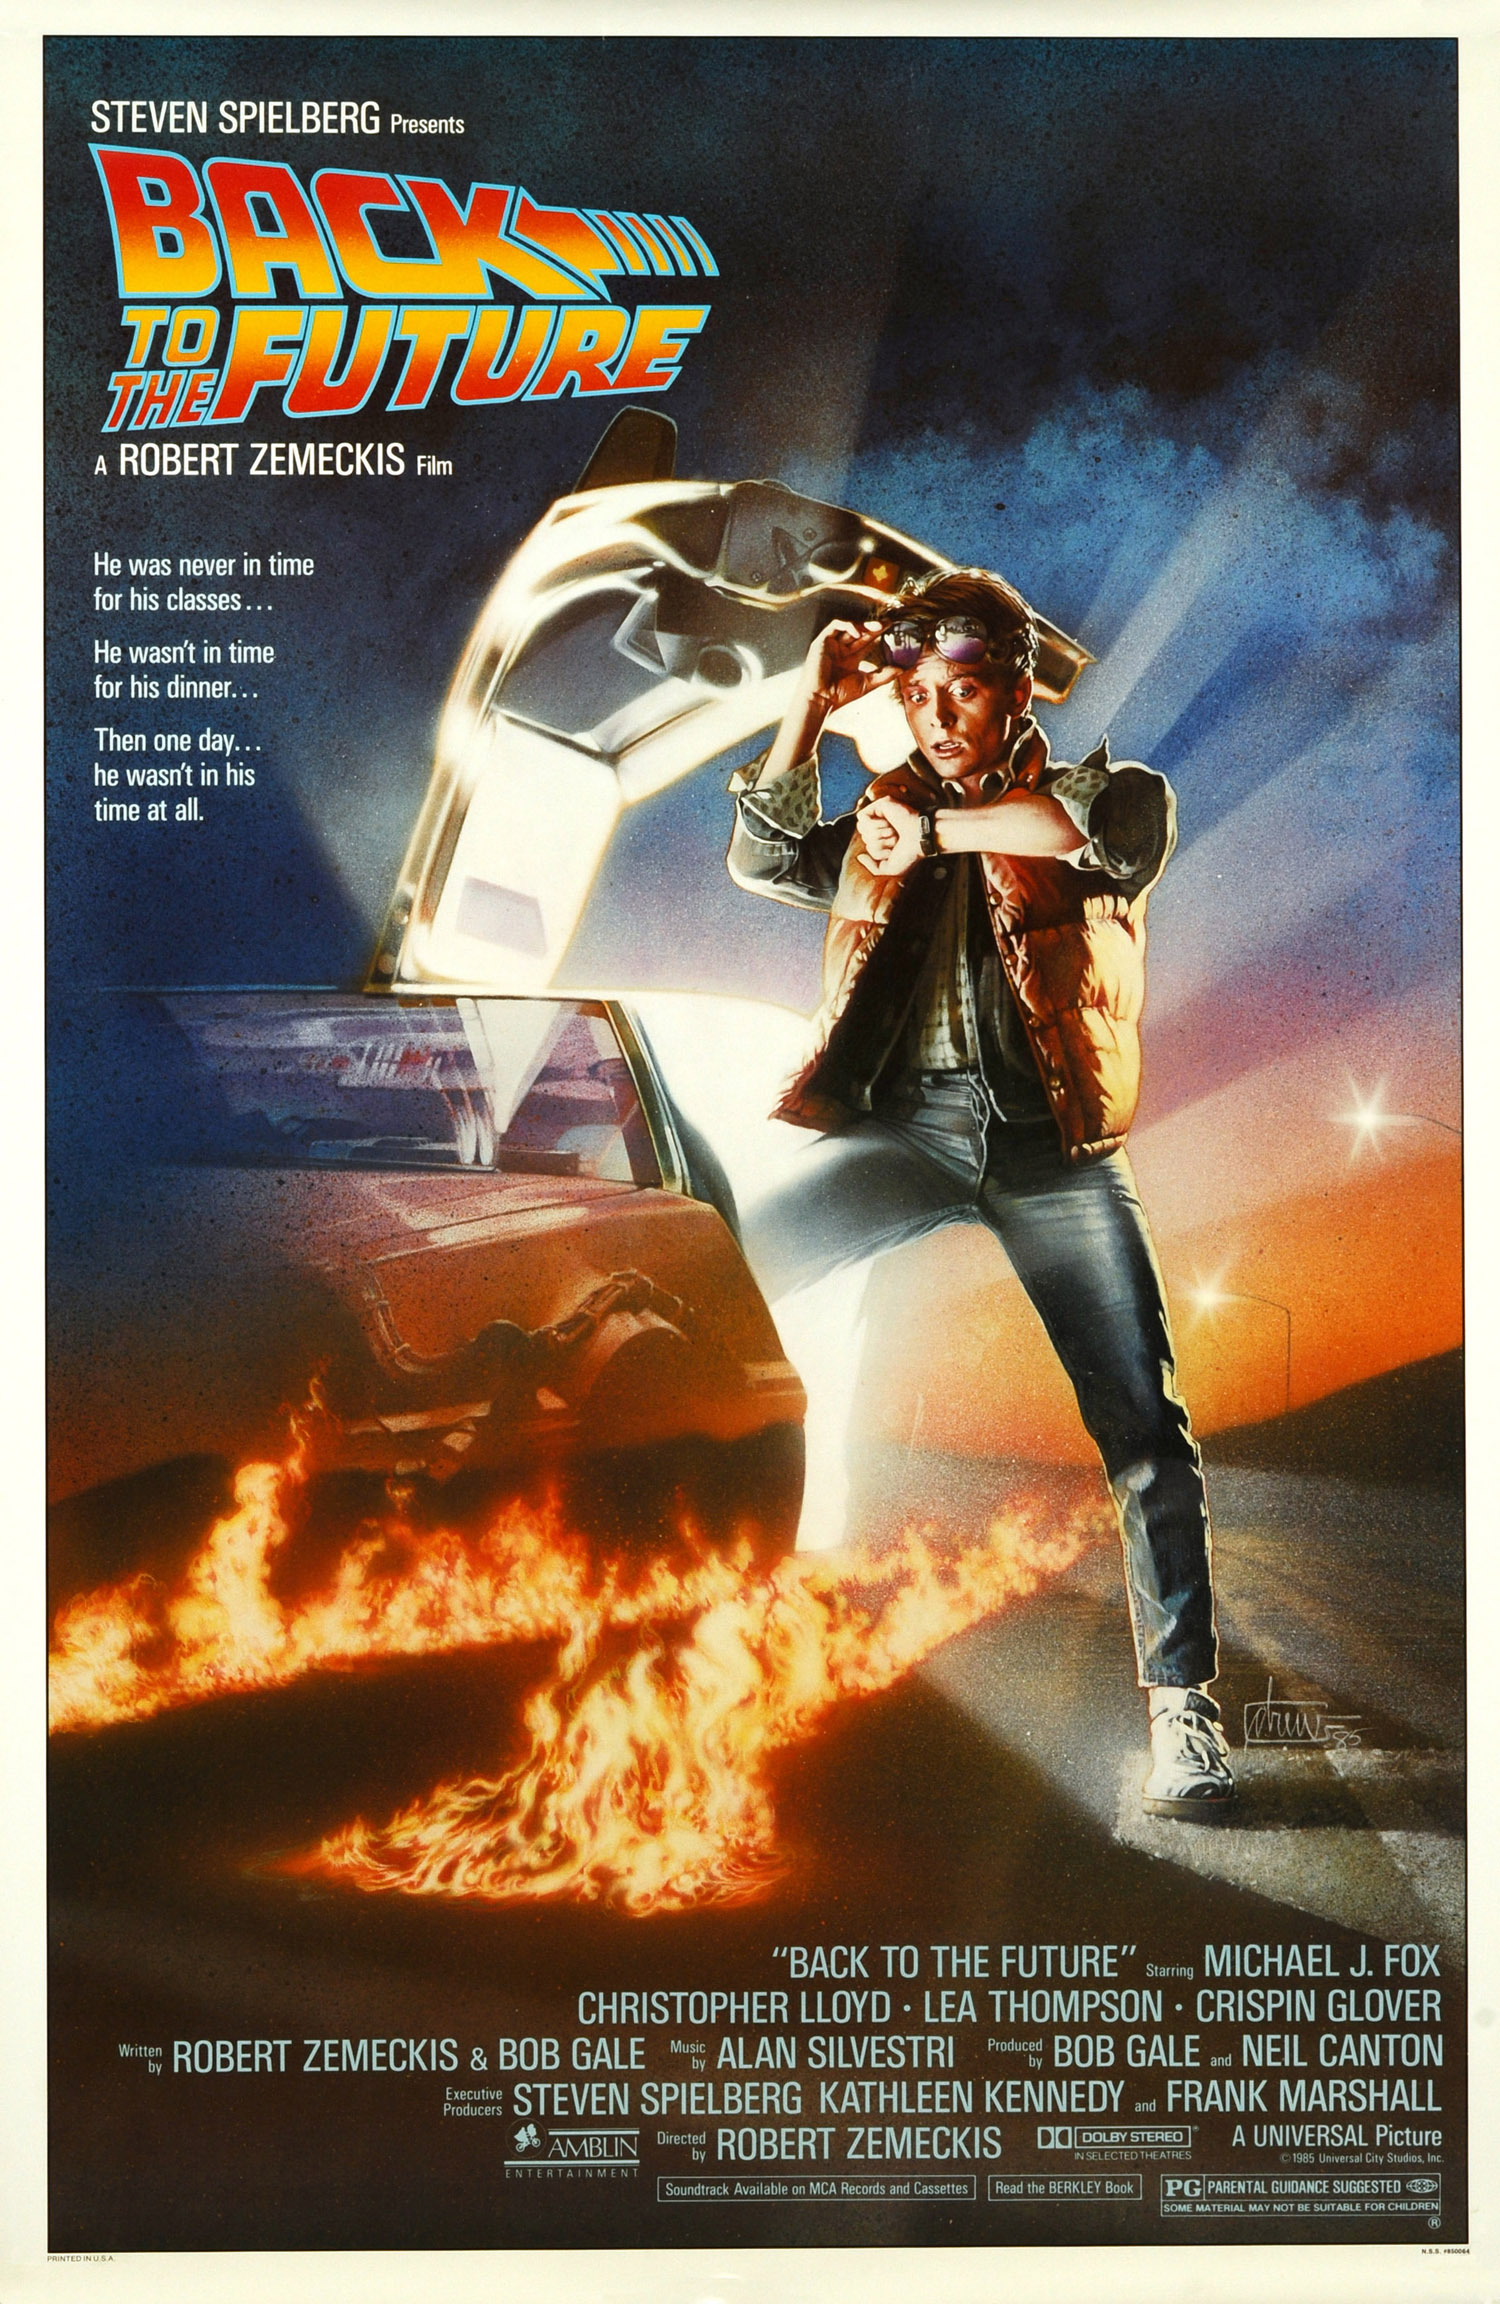 STEVEN SPIELBERG Presents
BACK
TO THE FUTURE
A ROBERT ZEMECKIS Film
He was never in time
for his classes...
He wasn't in time
for his dinner...
Then one day...
he wasn't in his
time at all.
drew 85
"BACK TO THE FUTURE" Starring MICHAEL J. FOX
CHRISTOPHER LLOYD · LEA THOMPSON · CRISPIN GLOVER
Written by ROBERT ZEMECKIS & BOB GALE Music by ALAN SILVESTRI Produced by BOB GALE and NEIL CANTON
Executive Producers STEVEN SPIELBERG KATHLEEN KENNEDY and FRANK MARSHALL
AMBLIN ENTERTAINMENT Directed by ROBERT ZEMECKIS DOLBY STEREO® IN SELECTED THEATRES A UNIVERSAL Picture
©1985 Universal City Studios, Inc.
Soundtrack Available on MCA Records and Cassettes Read the BERKLEY Book PG PARENTAL GUIDANCE SUGGESTED
SOME MATERIAL MAY NOT BE SUITABLE FOR CHILDREN
®
PRINTED IN U.S.A. N.S.S. #850064